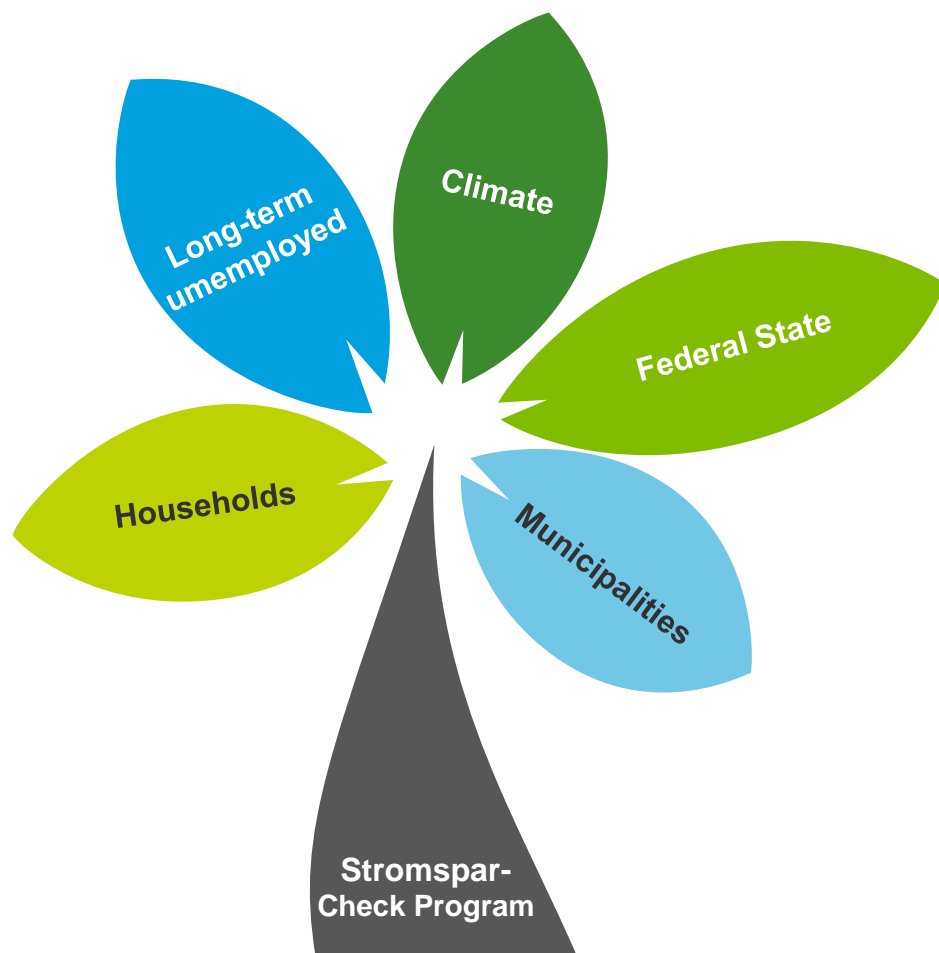 Climate
Long-term
umemployed
Federal State
Households
Municipalities
Stromspar-
Check Program